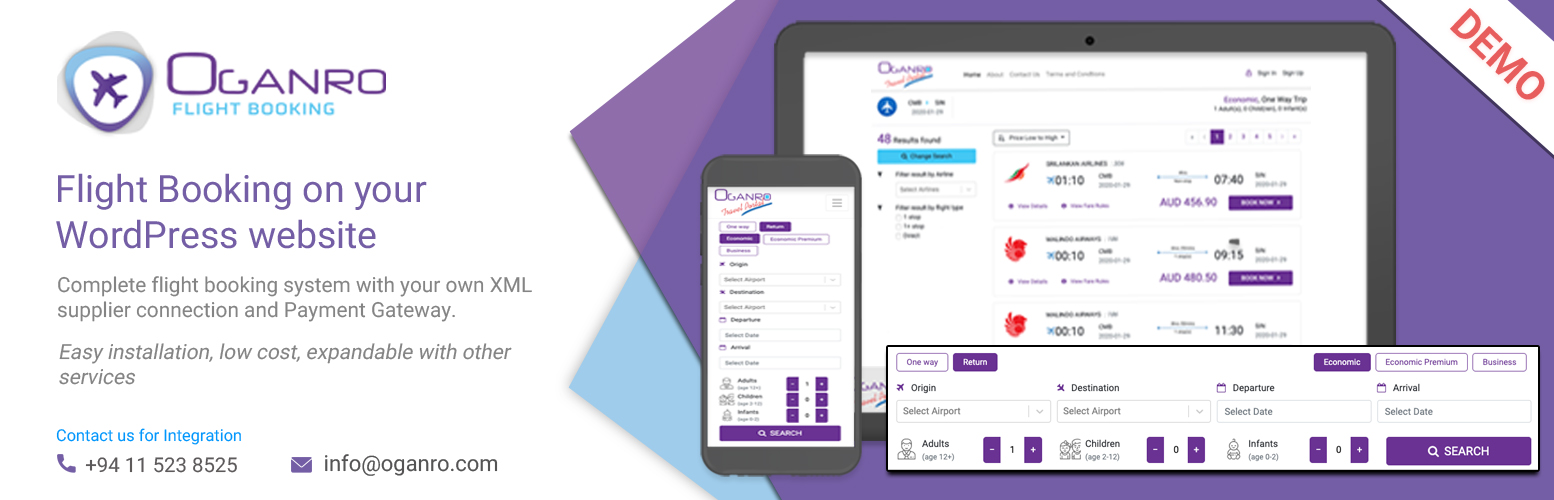 OGANRO
FLIGHT BOOKING
Flight Booking on your
WordPress website
Complete flight booking system with your own XML
supplier connection and Payment Gateway.
Easy installation, low cost, expandable with other
services
Contact us for Integration
+94 11 523 8525
info@oganro.com
DEMO
OGANRO
Travel Portal
Home About Contact Us Terms and Conditions
Sign In Sign Up
CMB SIN
2020-01-29
Economic, One Way Trip
1 Adult(s), 0 Child(ren), 0 Infant(s)
48 Results found
Price Low to High
1 2 3 4 5
Change Search
Filter result by Airline
Select Airlines
Filter result by flight type
1 stop
1+ stop
Direct
SRILANKAN AIRLINES
01:10
CMB
2020-01-29
Non-stop
07:40
SIN
2020-01-29
View Details
View Fare Rules
AUD 456.90
BOOK NOW
MALINDO AIRWAYS
00:10
CMB
2020-01-29
09:15
SIN
2020-01-29
View Details
View Fare Rules
AUD 480.50
BOOK NOW
MALINDO AIRWAYS
00:10
CMB
2020-01-29
11:30
SIN
2020-01-29
OGANRO
Travel Portal
One way
Return
Economic
Economic Premium
Business
Origin
Select Airport
Destination
Select Airport
Departure
Select Date
Arrival
Select Date
Adults
(age 12+)
- 1 +
Children
(age 2-12)
- 0 +
Infants
(age 0-2)
- 0 +
SEARCH
One way
Return
Economic
Economic Premium
Business
Origin
Destination
Departure
Arrival
Select Airport
Select Airport
Select Date
Select Date
Adults
(age 12+)
- 1 +
Children
(age 2-12)
- 0 +
Infants
(age 0-2)
- 0 +
SEARCH